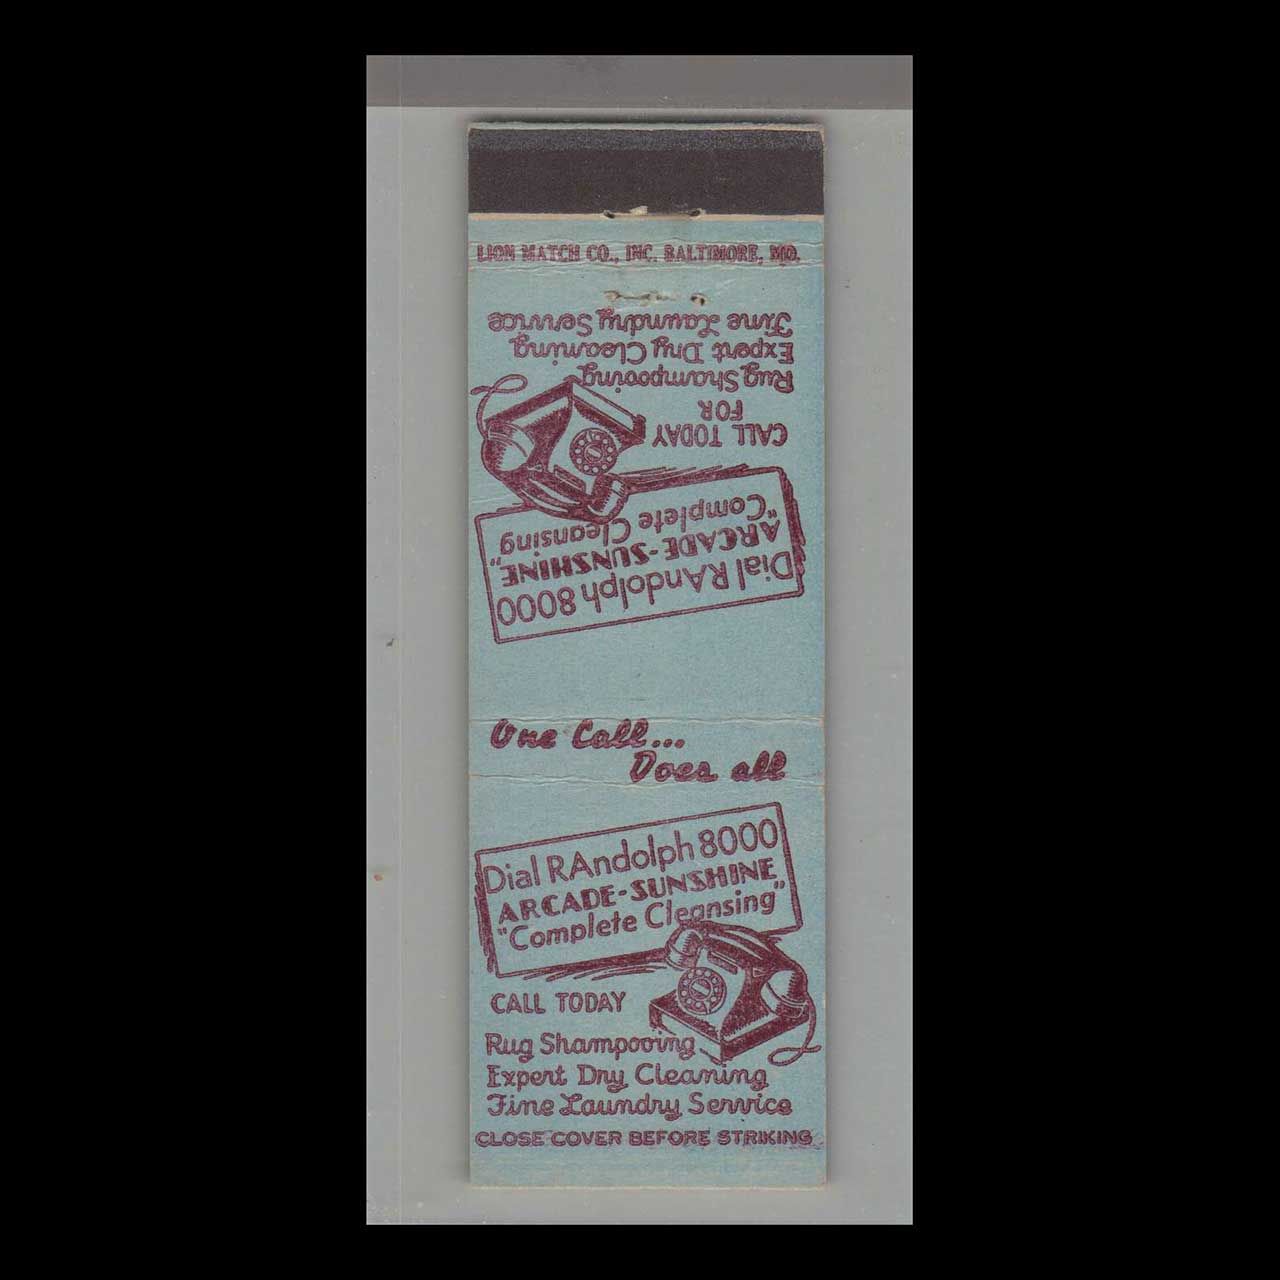 LION MATCH CO., INC. BALTIMORE, MD.
Dial RAndolph 8000
ARCADE-SUNSHINE
"Complete Cleansing"
CALL TODAY
FOR
Rug Shampooing
Expert Dry Cleaning
Fine Laundry Service
One Call...
Does all
Dial RAndolph 8000
ARCADE-SUNSHINE
"Complete Cleansing"
CALL TODAY
Rug Shampooing
Expert Dry Cleaning
Fine Laundry Service
CLOSE COVER BEFORE STRIKING